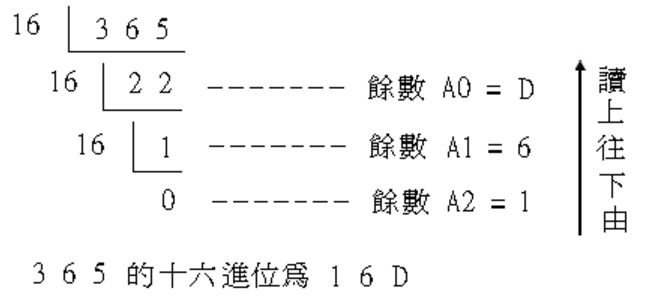 16 3 6 5
16 2 2 ------- 餘數 A0 = D
16 1 ------- 餘數 A1 = 6
0 ------- 餘數 A2 = 1
讀上往下由
3 6 5 的十六進位爲 1 6 D